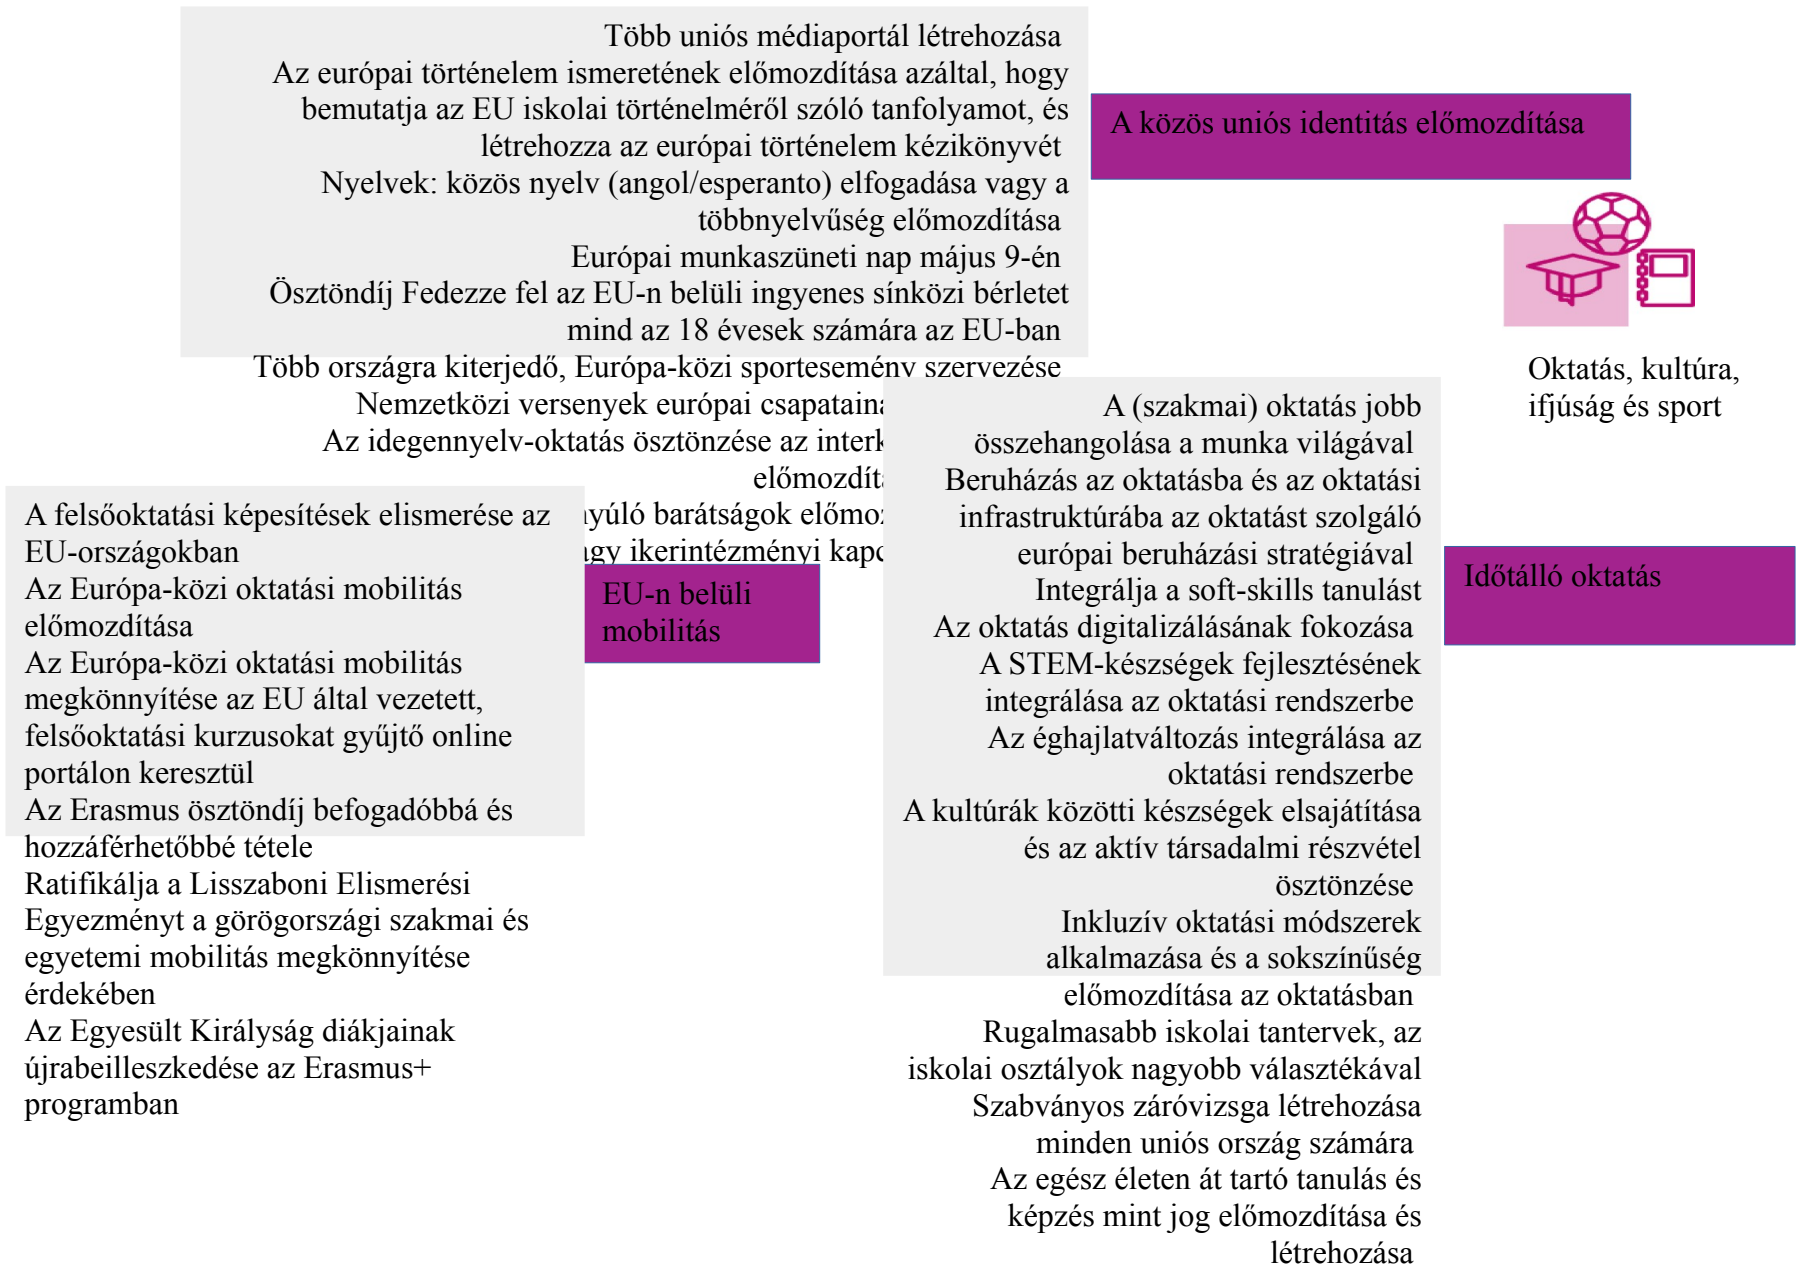 Több uniós médiaportál létrehozása
Az európai történelem ismeretének előmozdítása azáltal, hogy
bemutatja az EU iskolai történelméről szóló tanfolyamot, és
létrehozza az európai történelem kézikönyvét
Nyelvek: közös nyelv (angol/esperanto) elfogadása vagy a
többnyelvűség előmozdítása
Európai munkaszüneti nap május 9-én
Ösztöndíj Fedezze fel az EU-n belüli ingyenes sínközi bérletet
mind az 18 évesek számára az EU-ban
Több országra kiterjedő, Európa-közi sportesemény szervezése
Nemzetközi versenyek európai
Az idegennyelv-oktatás ösztönzése az
barátságok
ikerintézményi
A közös uniós identitás előmozdítása
Oktatás, kultúra,
ifjúság és sport
A felsőoktatási képesítések elismerése az
EU-országokban
Az Európa-közi oktatási mobilitás
előmozdítása
Az Európa-közi oktatási mobilitás
megkönnyítése az EU által vezetett,
felsőoktatási kurzusokat gyűjtő online
portálon keresztül
Az Erasmus ösztöndíj befogadóbbá és
hozzáférhetőbbé tétele
Ratifikálja a Lisszaboni Elismerési
Egyezményt a görögországi szakmai és
egyetemi mobilitás megkönnyítése
érdekében
Az Egyesült Királyság diákjainak
újrabeilleszkedése az Erasmus+
programban
EU-n belüli
mobilitás
A (szakmai) oktatás jobb
összehangolása a munka világával
Beruházás az oktatásba és az oktatási
infrastruktúrába az oktatást szolgáló
európai beruházási stratégiával
Integrálja a soft-skills tanulást
Az oktatás digitalizálásának fokozása
A STEM-készségek fejlesztésének
integrálása az oktatási rendszerbe
Az éghajlatváltozás integrálása az
oktatási rendszerbe
A kultúrák közötti készségek elsajátítása
és az aktív társadalmi részvétel
ösztönzése
Inkluzív oktatási módszerek
alkalmazása és a sokszínűség
előmozdítása az oktatásban
Rugalmasabb iskolai tantervek, az
iskolai osztályok nagyobb választékával
Szabványos záróvizsga létrehozása
minden uniós ország számára
Az egész életen át tartó tanulás és
képzés mint jog előmozdítása és
létrehozása
Időtálló oktatás